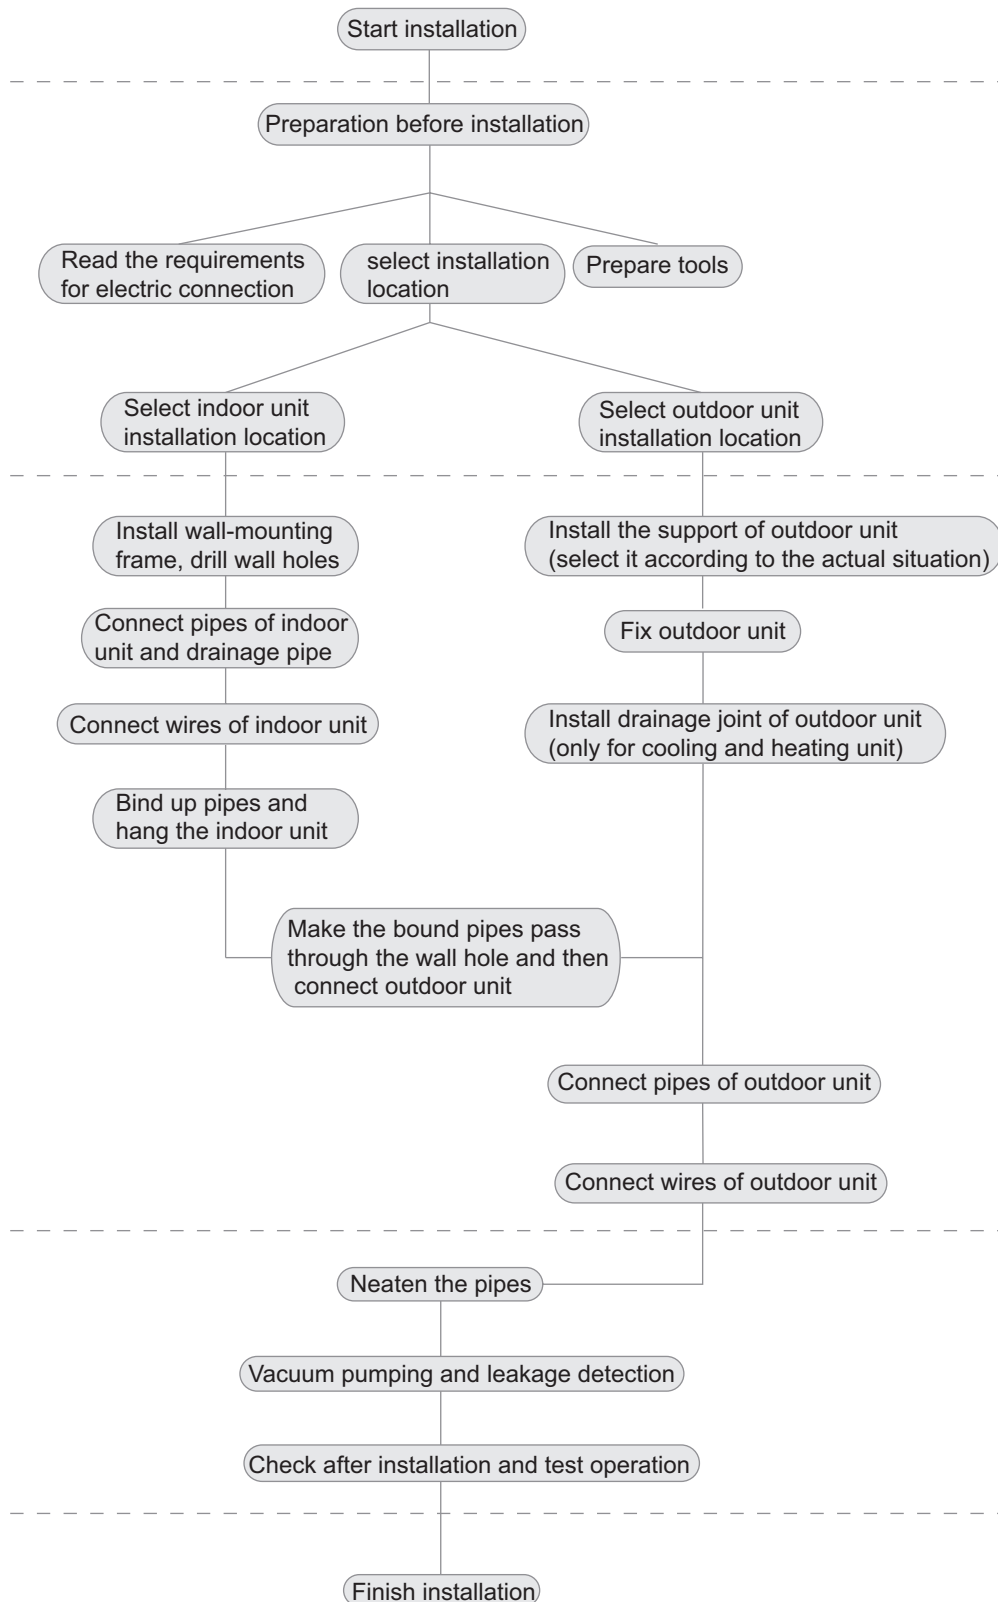 Start installation
Preparation before installation
Read the requirements
for electric connection
select installation
location
Prepare tools
Select indoor unit
installation location
Select outdoor unit
installation location
Install wall-mounting
frame, drill wall holes
Install the support of outdoor unit
(select it according to the actual situation)
Connect pipes of indoor
unit and drainage pipe
Fix outdoor unit
Connect wires of indoor unit
Install drainage joint of outdoor unit
(only for cooling and heating unit)
Bind up pipes and
hang the indoor unit
Make the bound pipes pass
through the wall hole and then
connect outdoor unit
Connect pipes of outdoor unit
Connect wires of outdoor unit
Neaten the pipes
Vacuum pumping and leakage detection
Check after installation and test operation
Finish installation